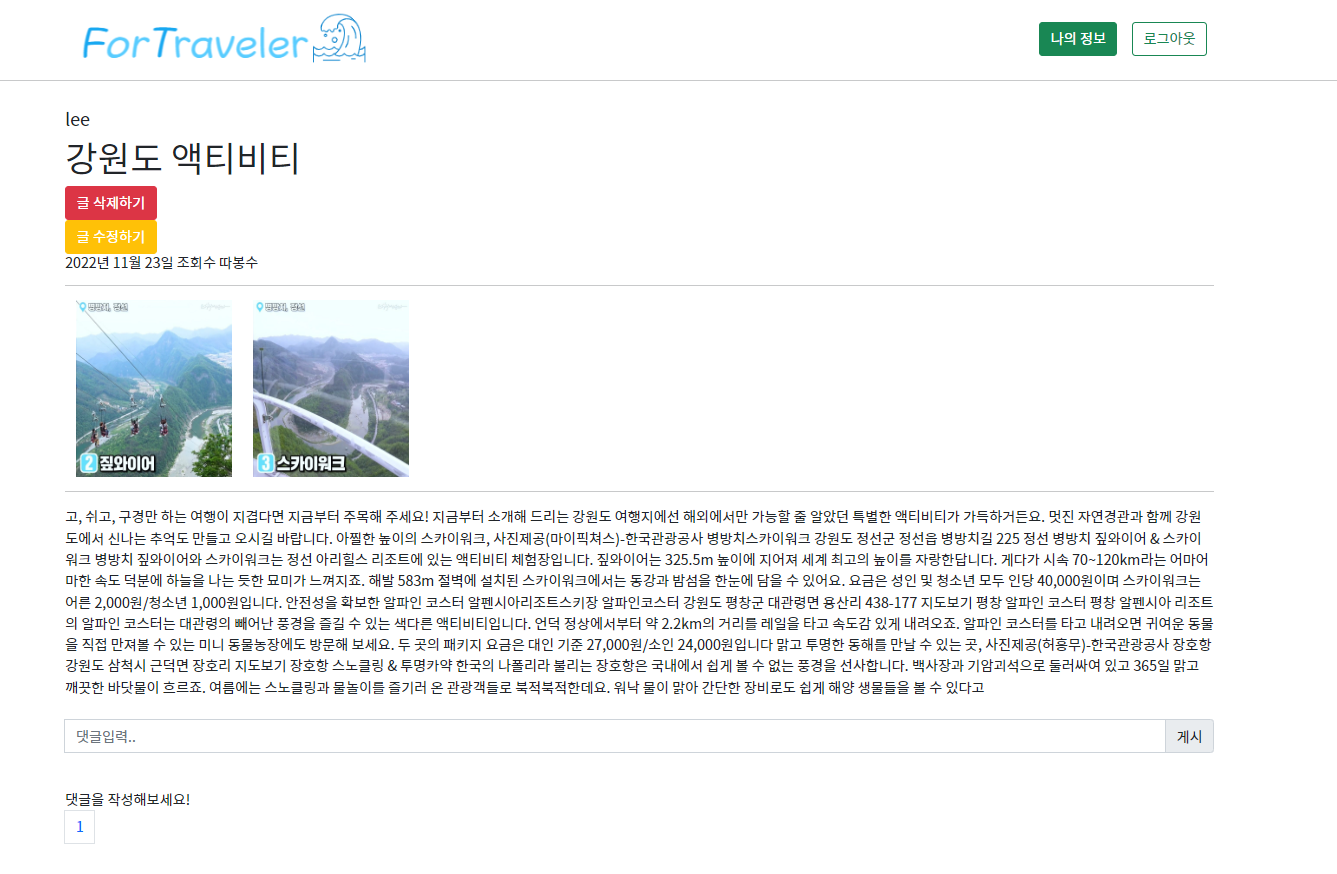 ForTraveler
나의 정보
로그아웃
lee
강원도 액티비티
글 삭제하기
글 수정하기
2022년 11월 23일 조회수 따봉수
병방치, 정선
병방치, 정선
2 짚와이어
3 스카이워크
고, 쉬고, 구경만 하는 여행이 지겹다면 지금부터 주목해 주세요! 지금부터 소개해 드리는 강원도 여행지에선 해외에서만 가능할 줄 알았던 특별한 액티비티가 가득하거든요. 멋진 자연경관과 함께 강원
도에서 신나는 추억도 만들고 오시길 바랍니다. 아찔한 높이의 스카이워크, 사진제공(마이픽쳐스)-한국관광공사 병방치스카이워크 강원도 정선군 정선읍 병방치길 225 정선 병방치 짚와이어 & 스카이
워크 병방치 짚와이어와 스카이워크는 정선 아리힐스 리조트에 있는 액티비티 체험장입니다. 짚와이어는 325.5m 높이에 지어져 세계 최고의 높이를 자랑한답니다. 게다가 시속 70~120km라는 어마어
마한 속도 덕분에 하늘을 나는 듯한 묘미가 느껴지죠. 해발 583m 절벽에 설치된 스카이워크에서는 동강과 밤섬을 한눈에 담을 수 있어요. 요금은 성인 및 청소년 모두 인당 40,000원이며 스카이워크는
어른 2,000원/청소년 1,000원입니다. 안전성을 확보한 알파인 코스터 알펜시아리조트스키장 알파인코스터 강원도 평창군 대관령면 용산리 438-177 지도보기 평창 알파인 코스터 평창 알펜시아 리조트
의 알파인 코스터는 대관령의 빼어난 풍경을 즐길 수 있는 색다른 액티비티입니다. 언덕 정상에서부터 약 2.2km의 거리를 레일을 타고 속도감 있게 내려오죠. 알파인 코스터를 타고 내려오면 귀여운 동물
을 직접 만져볼 수 있는 미니 동물농장에도 방문해 보세요. 두 곳의 패키지 요금은 대인 기준 27,000원/소인 24,000원입니다 맑고 투명한 동해를 만날 수 있는 곳, 사진제공(허흥무)-한국관광공사 장호항
강원도 삼척시 근덕면 장호리 지도보기 장호항 스노클링 & 투명카약 한국의 나폴리라 불리는 장호항은 국내에서 쉽게 볼 수 없는 풍경을 선사합니다. 백사장과 기암괴석으로 둘러싸여 있고 365일 맑고
깨끗한 바닷물이 흐르죠. 여름에는 스노클링과 물놀이를 즐기러 온 관광객들로 북적북적한데요. 워낙 물이 맑아 간단한 장비로도 쉽게 해양 생물들을 볼 수 있다고
댓글입력..
게시
댓글을 작성해보세요!
1